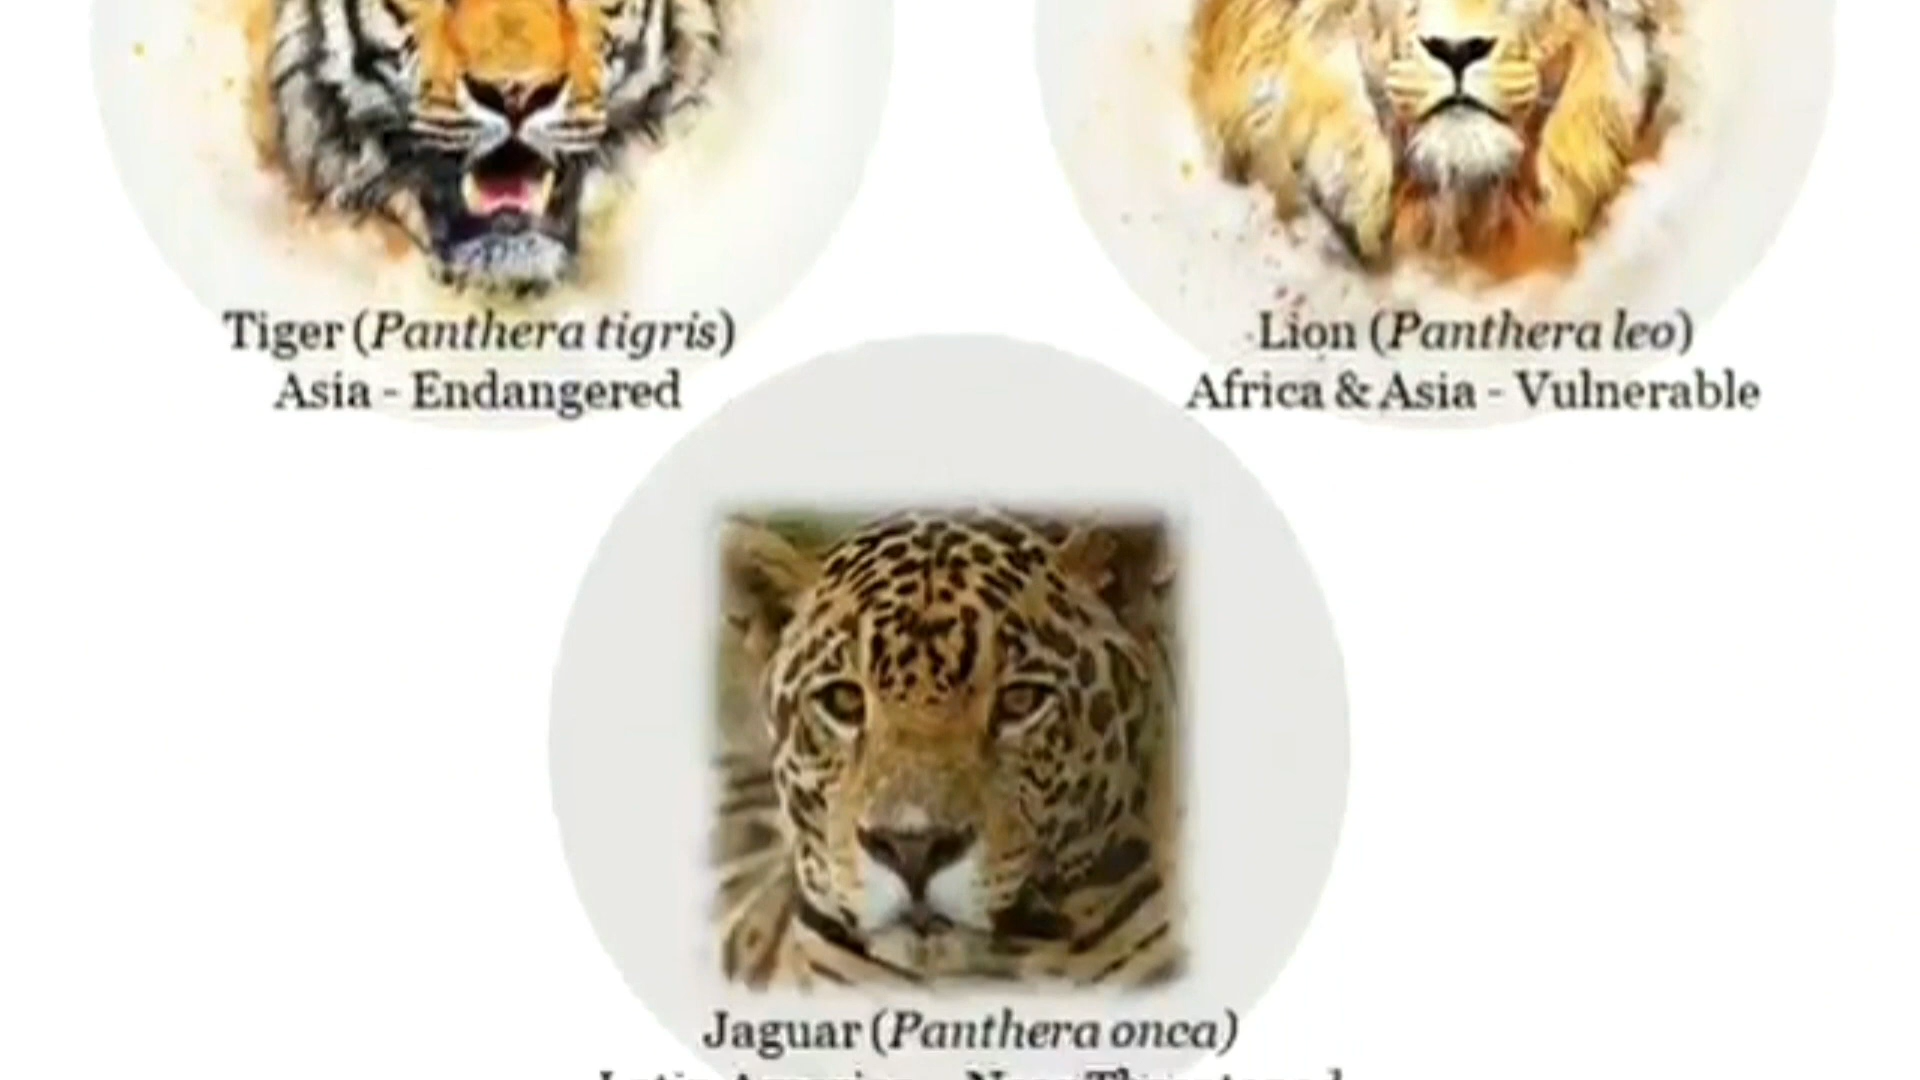 Tiger (Panthera tigris)
Asia - Endangered
Lion (Panthera leo)
Africa & Asia - Vulnerable
Jaguar (Panthera onca)